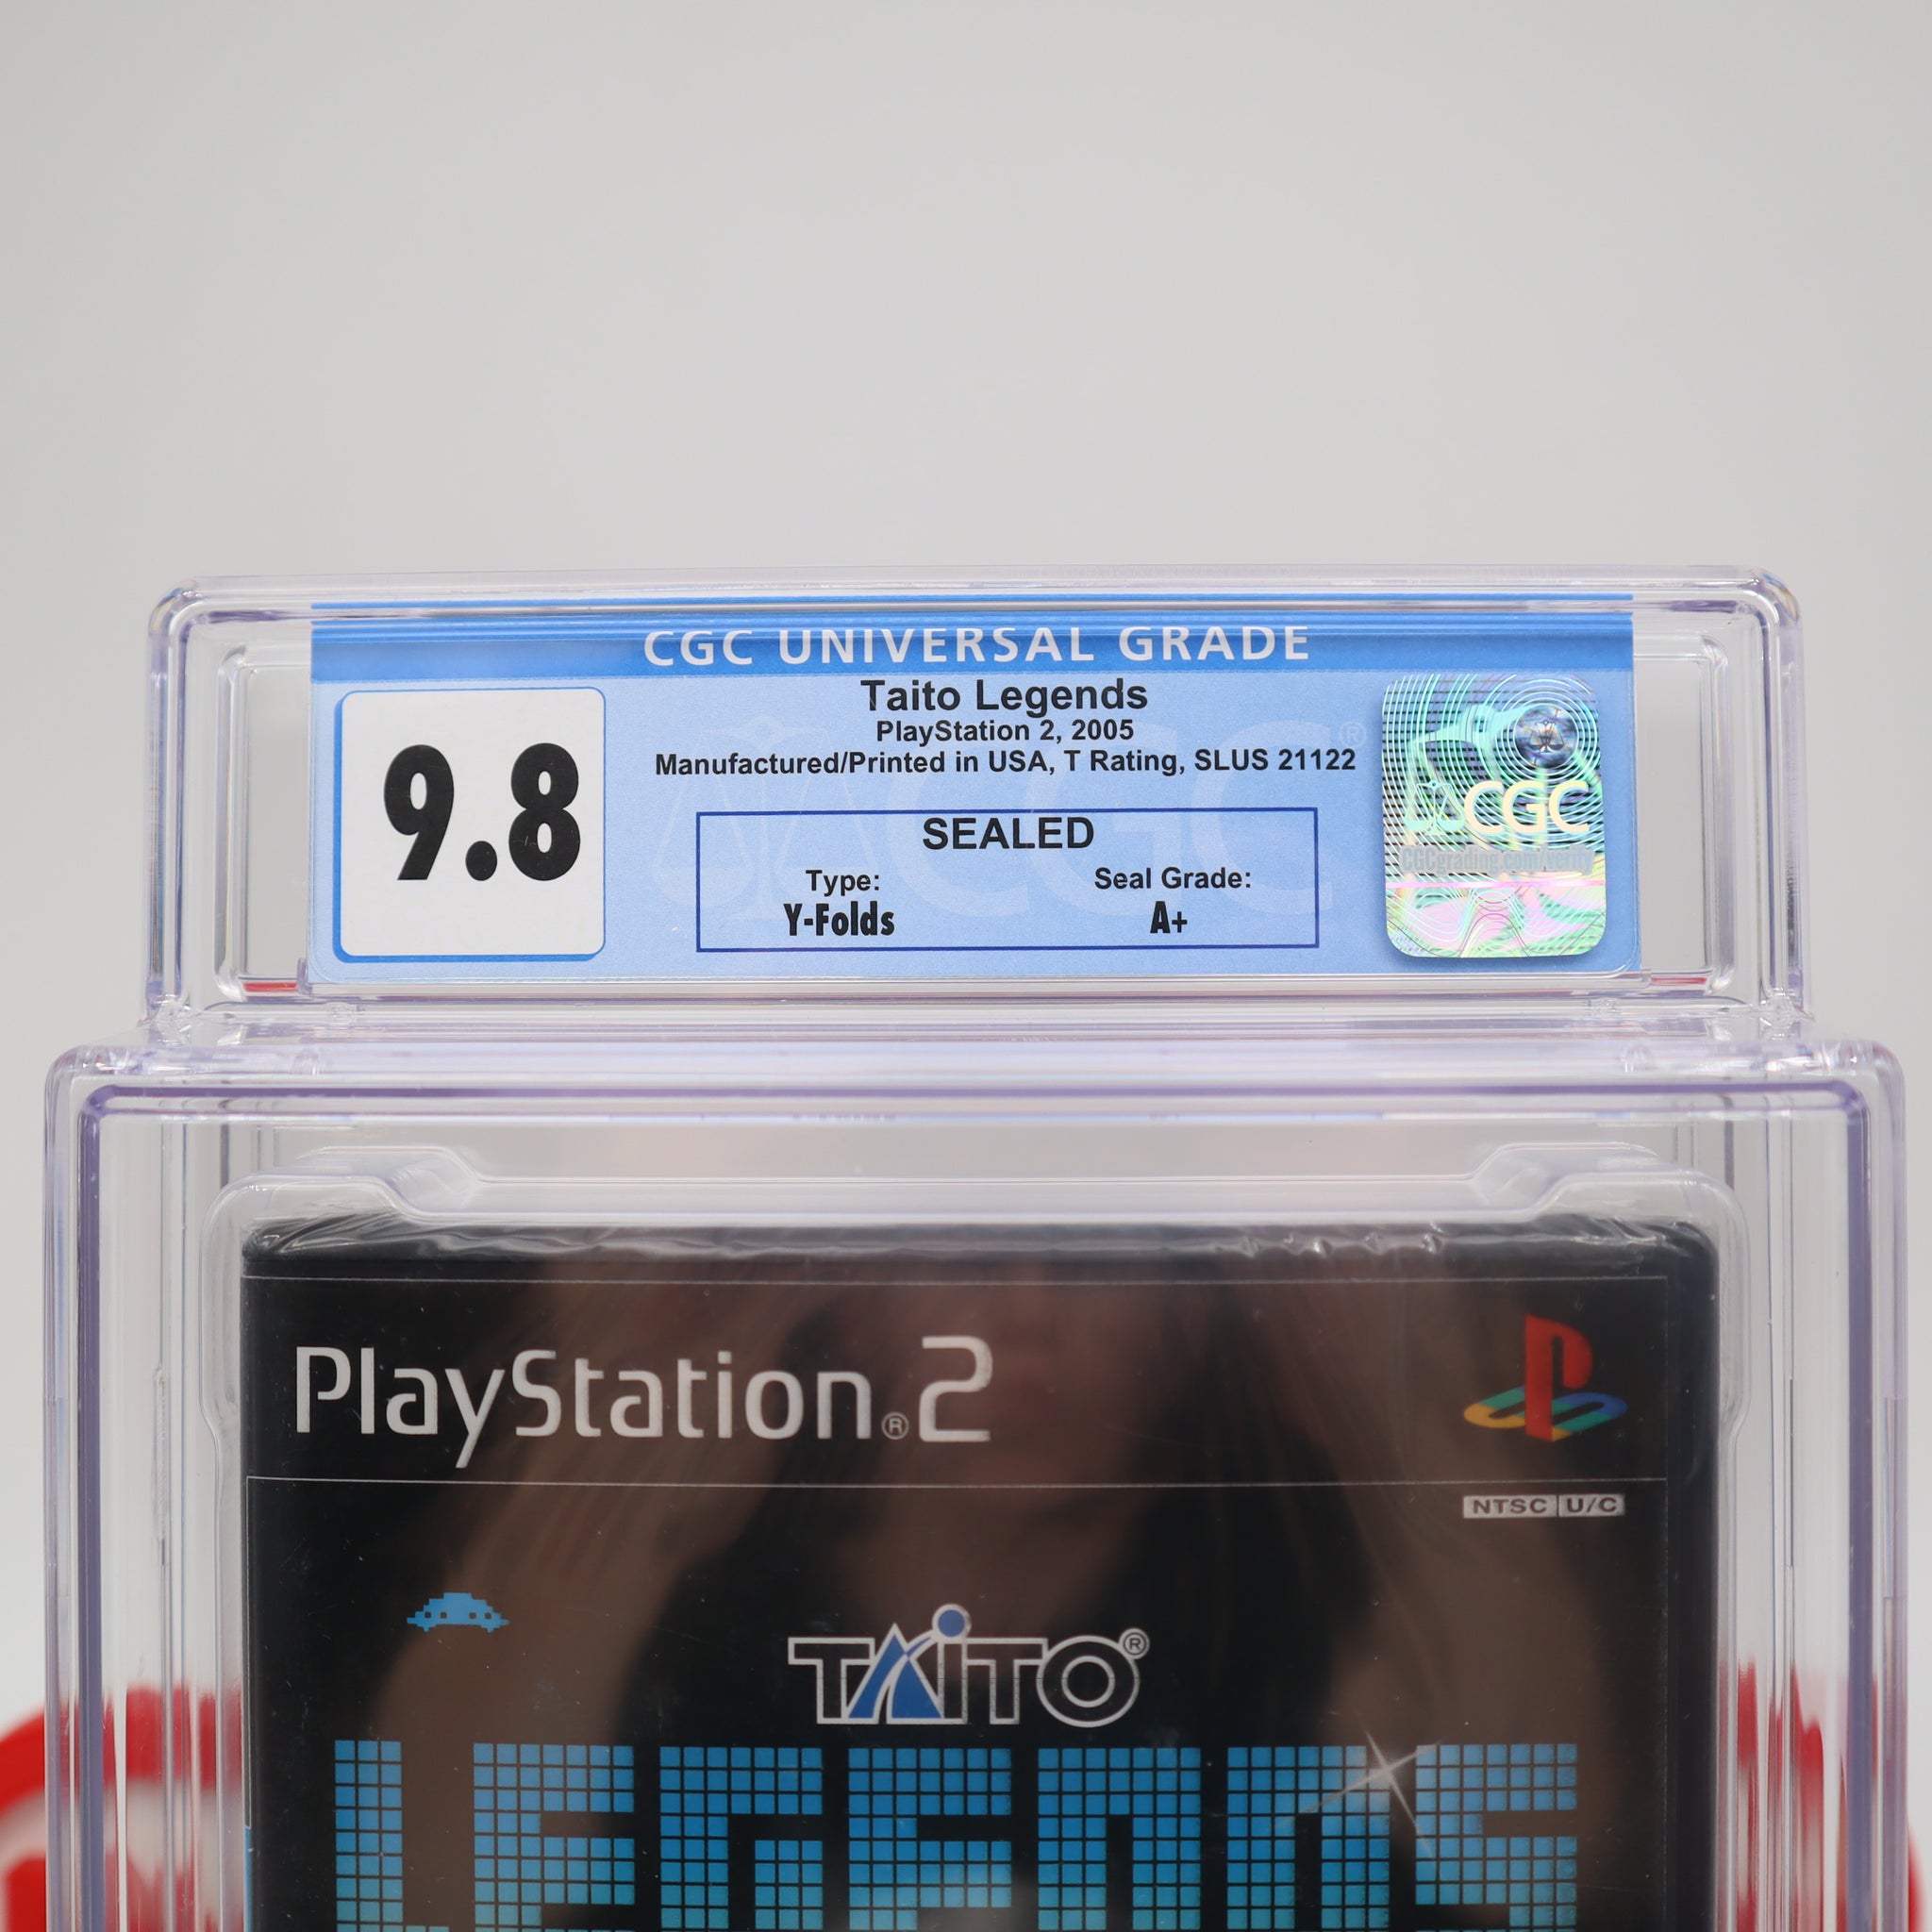 CGC UNIVERSAL GRADE
9.8
Taito Legends
PlayStation 2, 2005
Manufactured/Printed in USA, T Rating, SLUS 21122
SEALED
Type:
Y-Folds
Seal Grade:
A+
CGC
CGCgrading.com/verify
PlayStation®2
NTSC U/C
TAITO®
LEGENDS